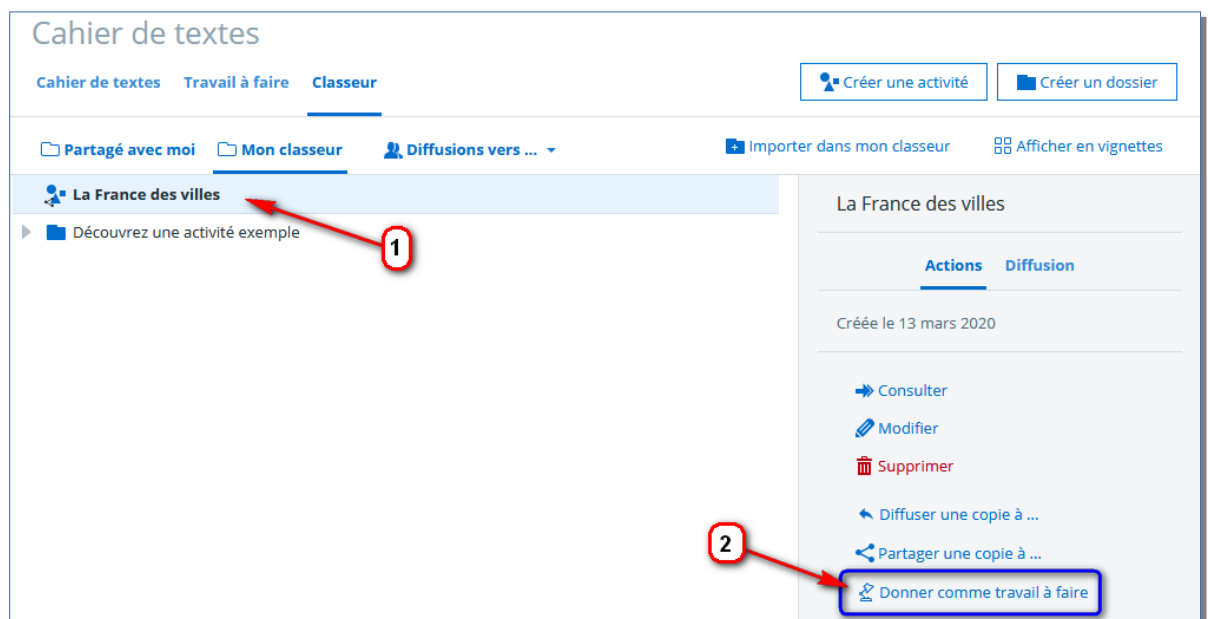 Cahier de textes
Cahier de textes Travail à faire Classeur
Créer une activité Créer un dossier
Partagé avec moi Mon classeur Diffusions vers ...
Importer dans mon classeur Afficher en vignettes
La France des villes
Découvrez une activité exemple
1
La France des villes
Actions Diffusion
Créée le 13 mars 2020
Consulter
Modifier
Supprimer
Diffuser une copie à ...
Partager une copie à ...
2
Donner comme travail à faire